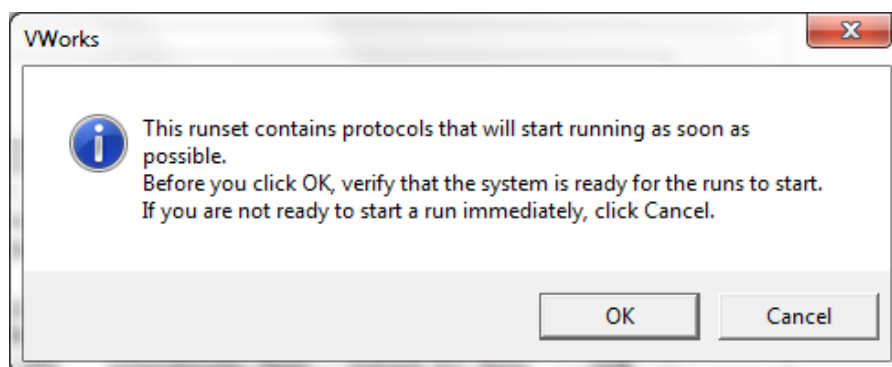 VWorks
This runset contains protocols that will start running as soon as
possible.
Before you click OK, verify that the system is ready for the runs to start.
If you are not ready to start a run immediately, click Cancel.
OK
Cancel